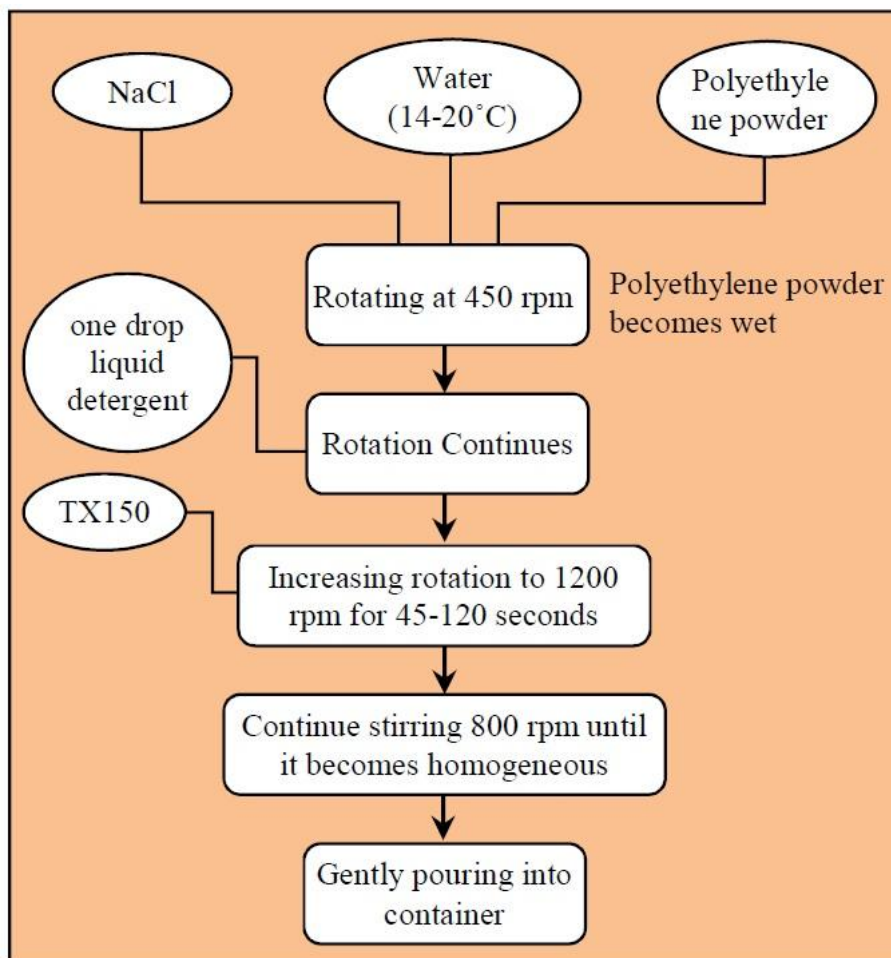 NaCl
Water
(14-20˚C)
Polyethyle
ne powder
Rotating at 450 rpm
Polyethylene powder
becomes wet
one drop
liquid
detergent
Rotation Continues
TX150
Increasing rotation to 1200
rpm for 45-120 seconds
Continue stirring 800 rpm until
it becomes homogeneous
Gently pouring into
container